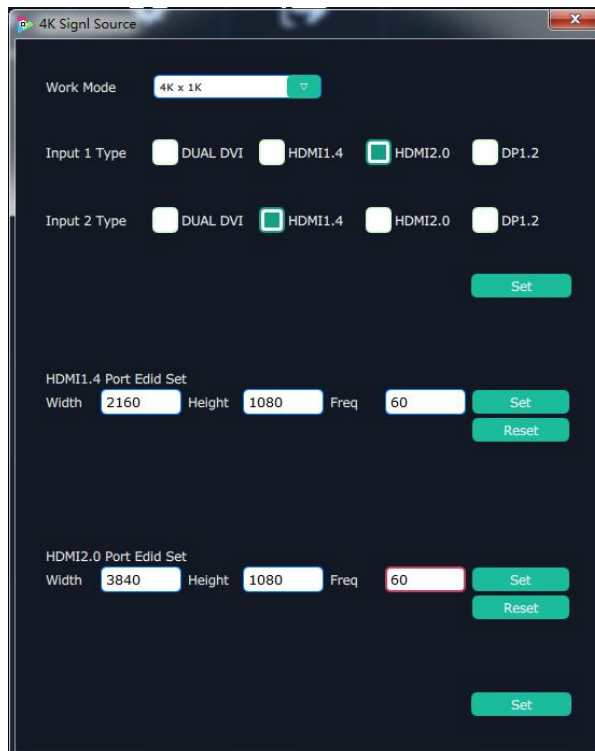 4K Signl Source
Work Mode 4K x 1K
Input 1 Type DUAL DVI HDMI1.4 HDMI2.0 DP1.2
Input 2 Type DUAL DVI HDMI1.4 HDMI2.0 DP1.2
Set
HDMI1.4 Port Edid Set
Width 2160 Height 1080 Freq 60 Set
Reset
HDMI2.0 Port Edid Set
Width 3840 Height 1080 Freq 60 Set
Reset
Set